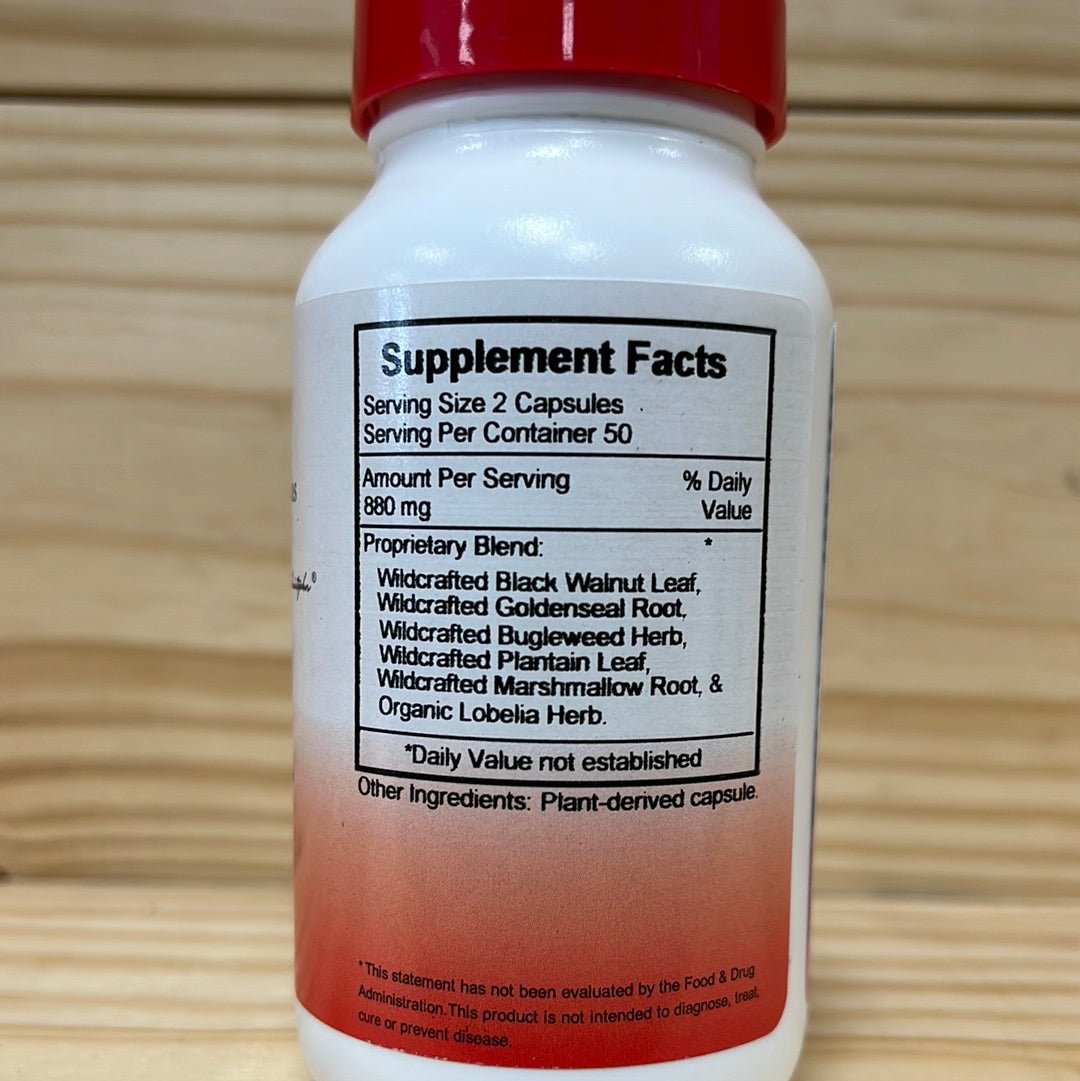 Supplement Facts
Serving Size 2 Capsules
Serving Per Container 50
Amount Per Serving
880 mg
% Daily
Value
Proprietary Blend: *
Wildcrafted Black Walnut Leaf,
Wildcrafted Goldenseal Root,
Wildcrafted Bugleweed Herb,
Wildcrafted Plantain Leaf,
Wildcrafted Marshmallow Root, &
Organic Lobelia Herb.
*Daily Value not established
Other Ingredients: Plant-derived capsule.
*This statement has not been evaluated by the Food & Drug
Administration. This product is not intended to diagnose, treat,
cure or prevent disease.